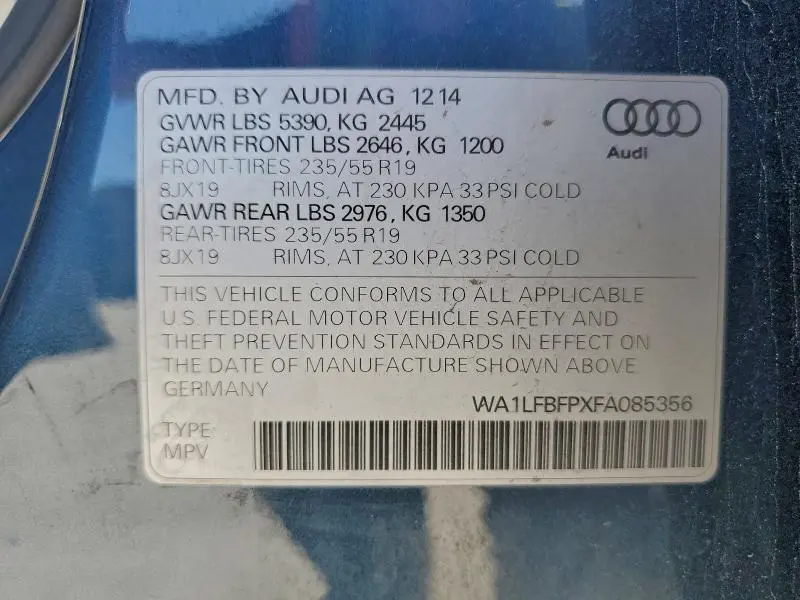 MFD. BY AUDI AG 12 14
GVWR LBS 5390, KG 2445
GAWR FRONT LBS 2646, KG 1200
FRONT-TIRES 235/55 R19
8JX19 RIMS, AT 230 KPA 33 PSI COLD
GAWR REAR LBS 2976, KG 1350
REAR-TIRES 235/55 R19
8JX19 RIMS, AT 230 KPA 33 PSI COLD
Audi
THIS VEHICLE CONFORMS TO ALL APPLICABLE
U.S. FEDERAL MOTOR VEHICLE SAFETY AND
THEFT PREVENTION STANDARDS IN EFFECT ON
THE DATE OF MANUFACTURE SHOWN ABOVE
GERMANY
WA1LFBFPXFA085356
TYPE
MPV